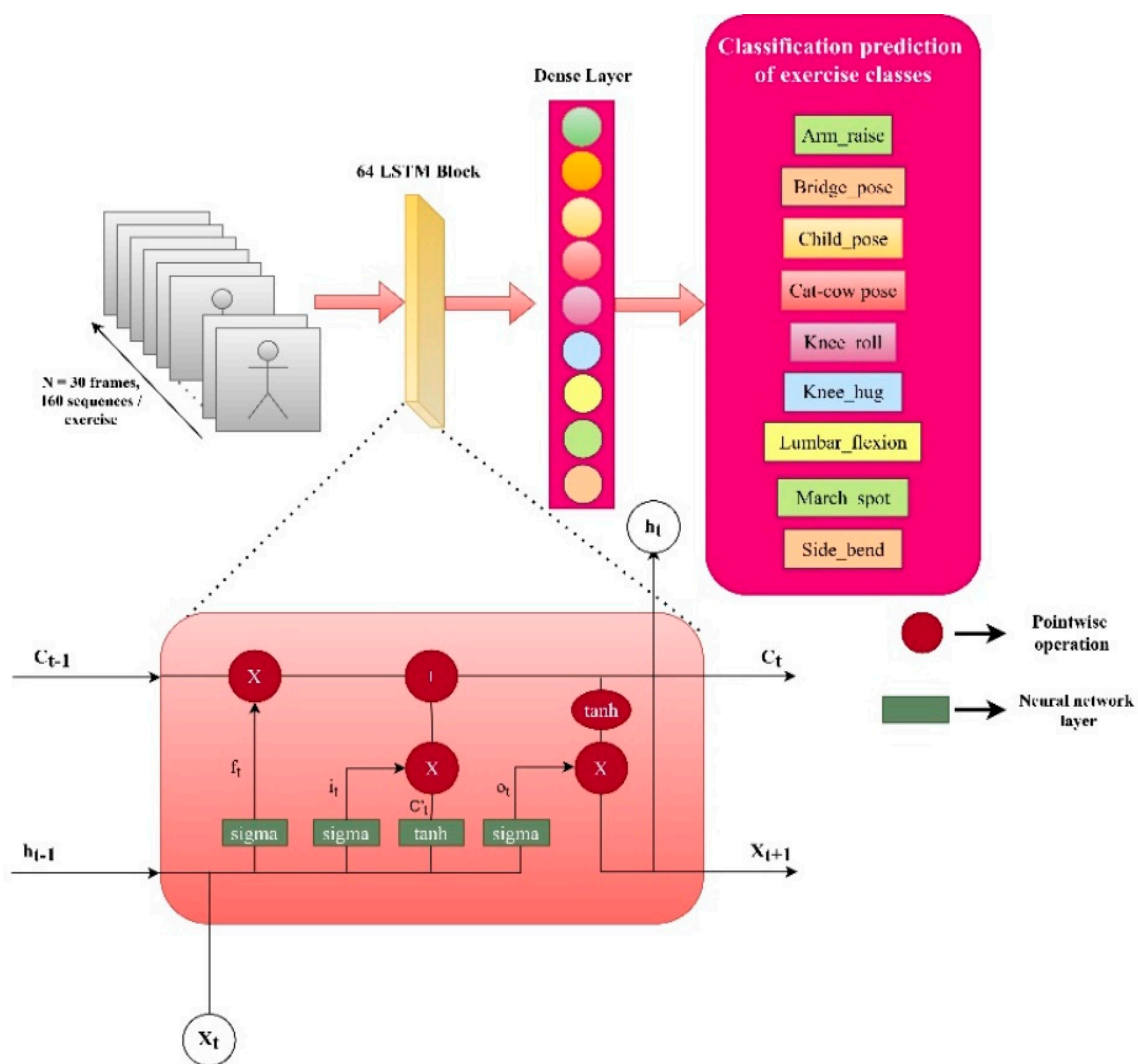 Classification prediction
of exercise classes
Dense Layer
64 LSTM Block
N = 30 frames,
160 sequences /
exercise
Arm_raise
Bridge_pose
Child_pose
Cat-cow pose
Knee_roll
Knee_hug
Lumbar_flexion
March_spot
Side_bend
hₜ
Pointwise
operation
Neural network
layer
Cₜ₋₁
X
+
Cₜ
tanh
fₜ
iₜ
X
oₜ
X
C'ₜ
sigma
sigma
tanh
sigma
hₜ₋₁
Xₜ₊₁
Xₜ